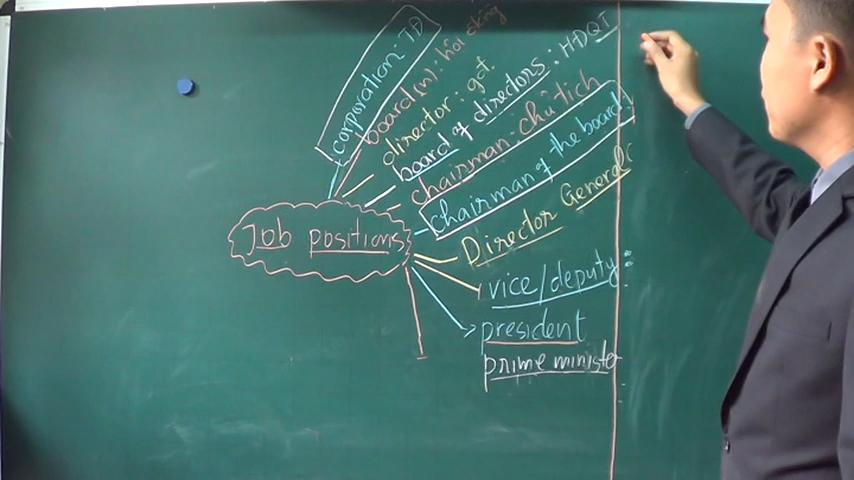 Job positions
corporation: TĐ
board(n): hội đồng
director: gđ.
board of directors: HĐQT
chairman: chủ tịch
chairman of the board
Director General
vice/deputy:
president
prime minister